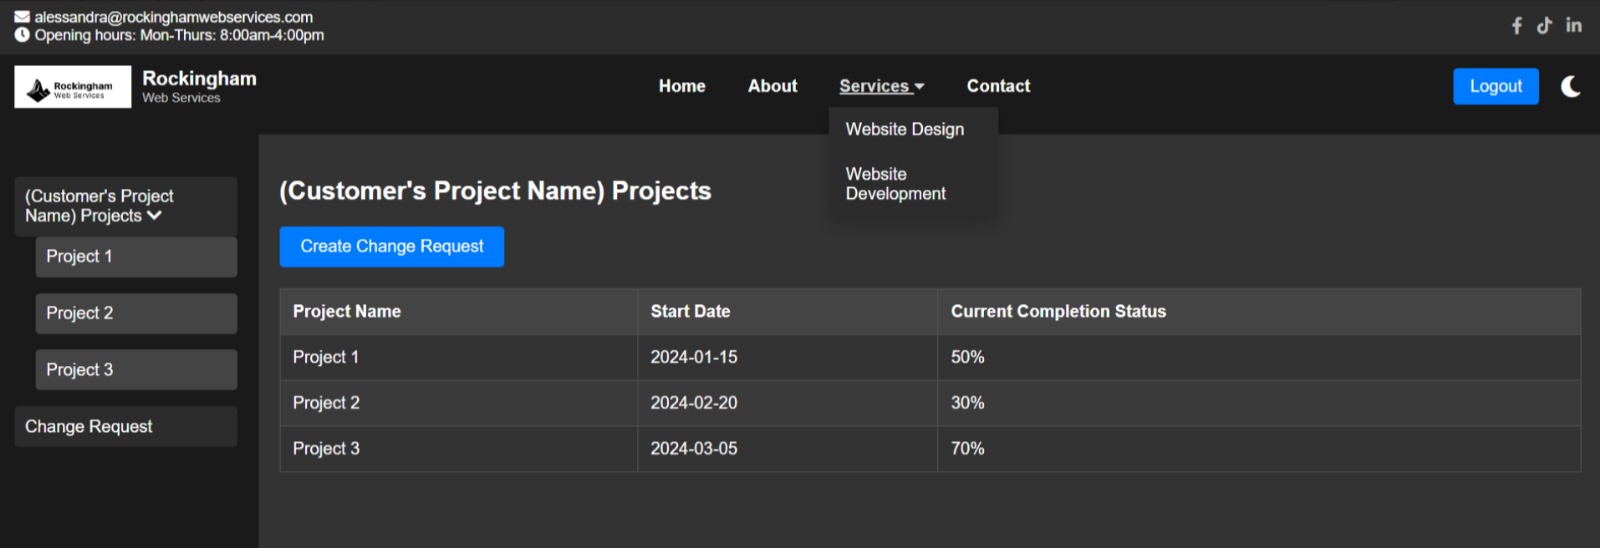 alessandra@rockinghamwebservices.com
Opening hours: Mon-Thurs: 8:00am-4:00pm
Rockingham
Web Services
Rockingham
Web Services
Home
About
Services
Contact
Logout
Website Design
Website
Development
(Customer's Project
Name) Projects
Project 1
Project 2
Project 3
Change Request
(Customer's Project Name) Projects
Create Change Request
Project Name Start Date Current Completion Status
Project 1 2024-01-15 50%
Project 2 2024-02-20 30%
Project 3 2024-03-05 70%